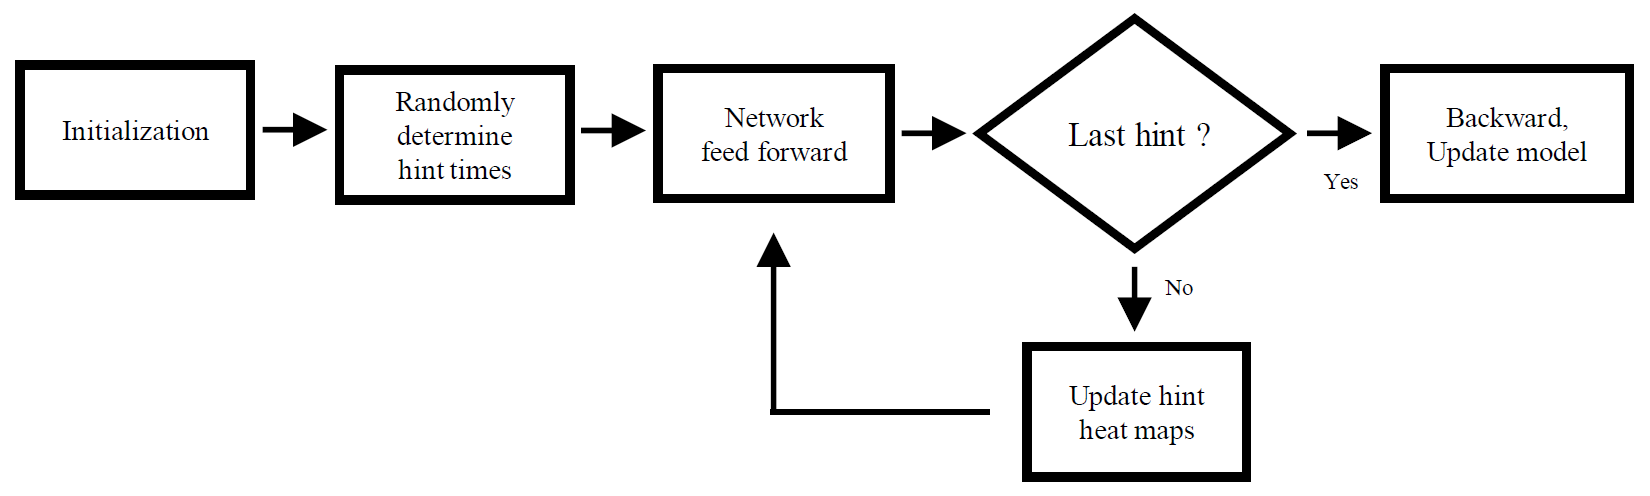 Initialization
Randomly
determine
hint times
Network
feed forward
Last hint ?
Yes
Backward,
Update model
No
Update hint
heat maps